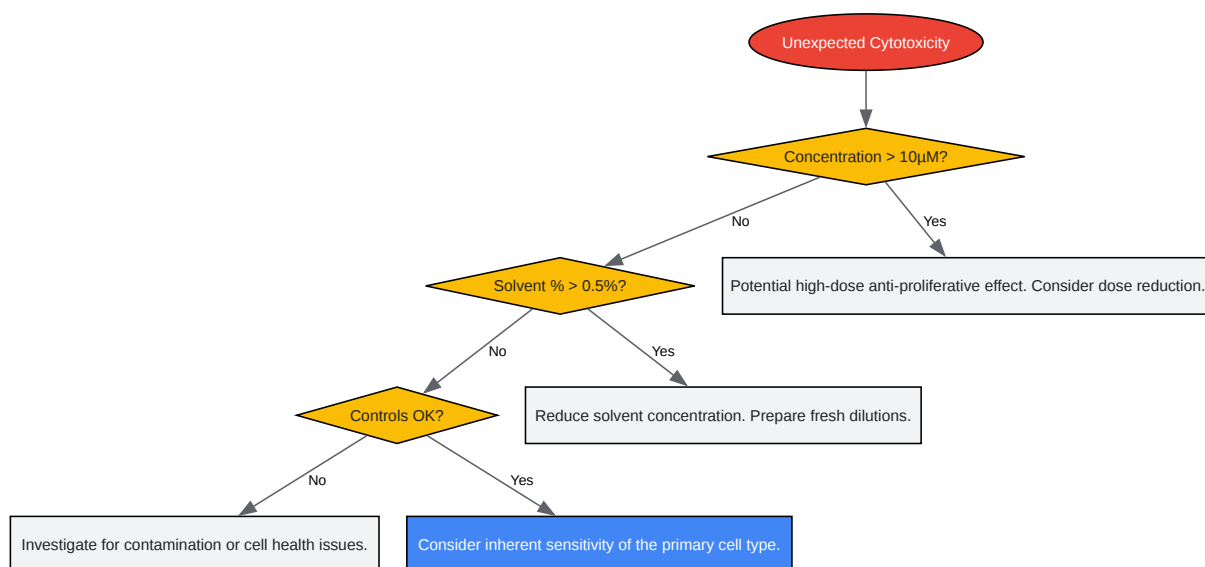 Unexpected Cytotoxicity
Concentration > 10µM?
No
Yes
Solvent % > 0.5%?
Potential high-dose anti-proliferative effect. Consider dose reduction.
No
Yes
Controls OK?
Reduce solvent concentration. Prepare fresh dilutions.
No
Yes
Investigate for contamination or cell health issues.
Consider inherent sensitivity of the primary cell type.